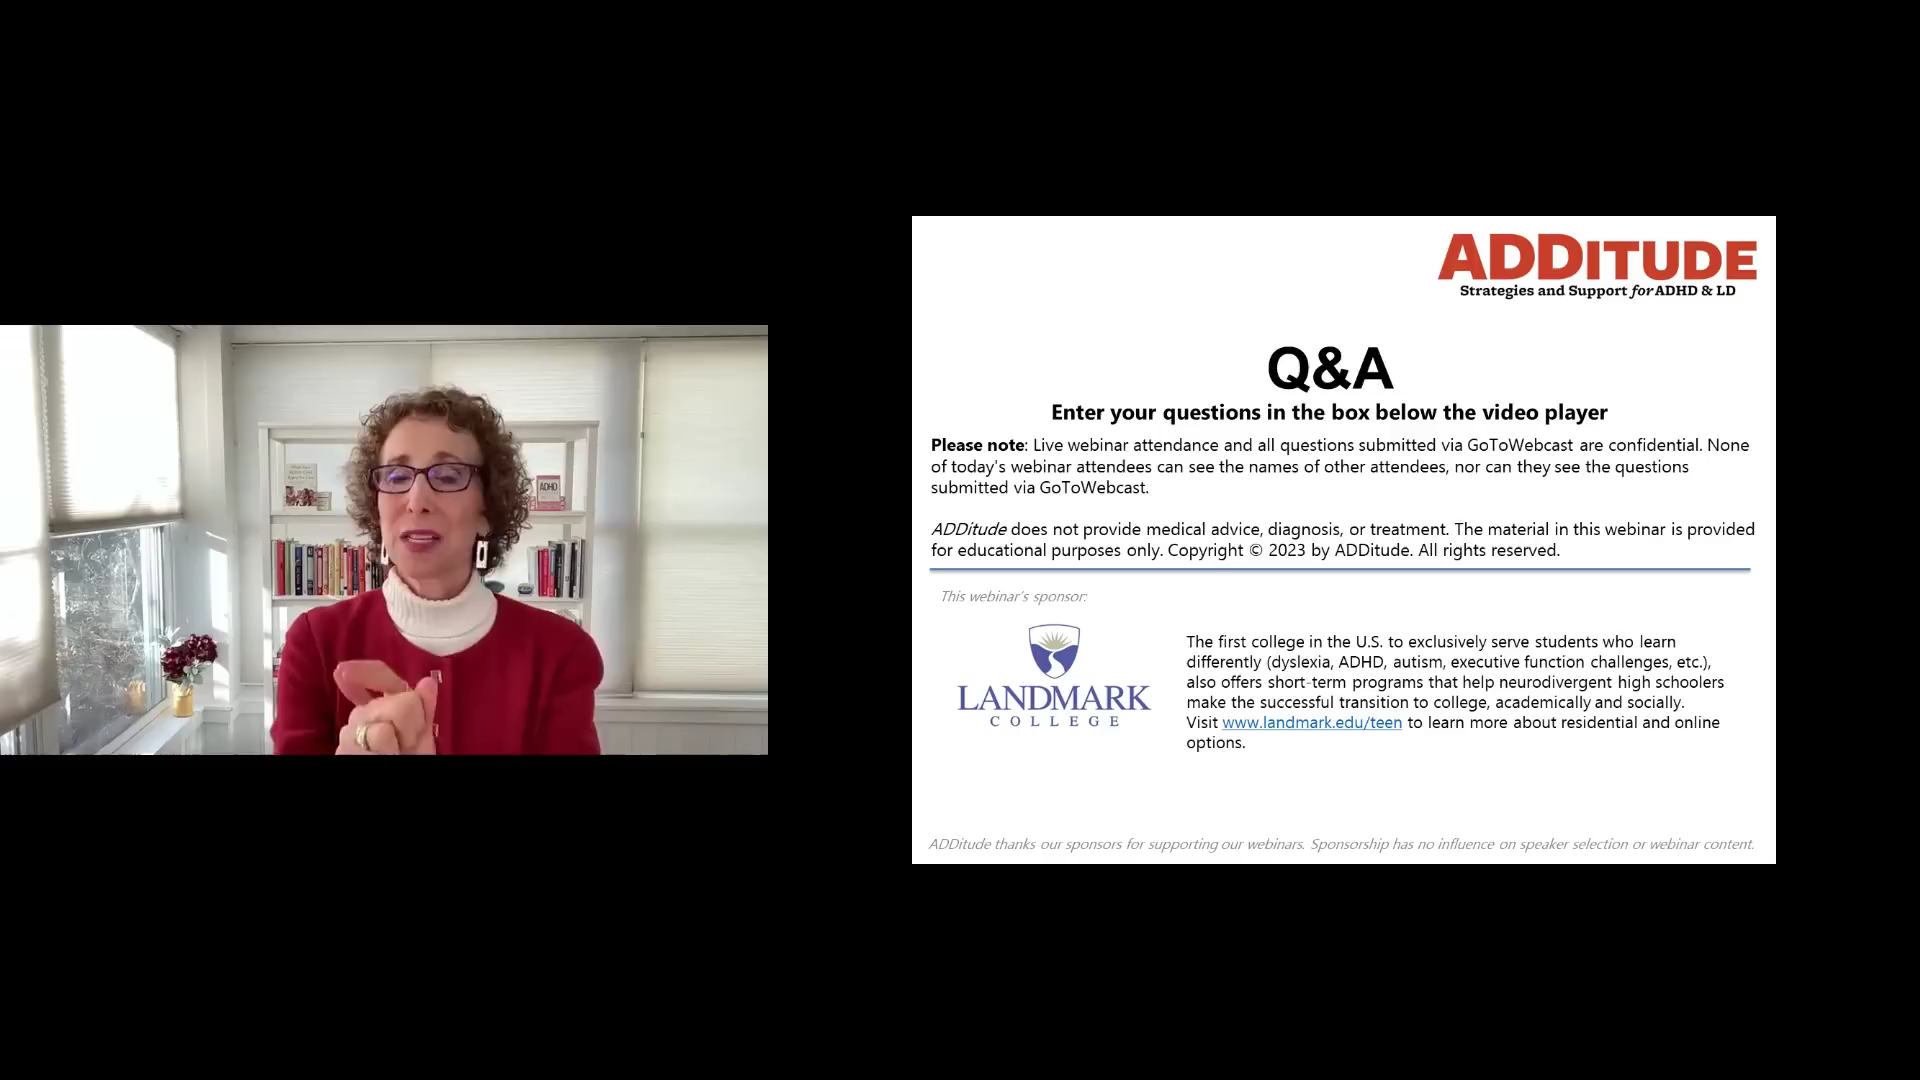 ADHD
ADDITUDE
Strategies and Support for ADHD & LD
Q&A
Enter your questions in the box below the video player
Please note: Live webinar attendance and all questions submitted via GoToWebcast are confidential. None
of today's webinar attendees can see the names of other attendees, nor can they see the questions
submitted via GoToWebcast.
ADDitude does not provide medical advice, diagnosis, or treatment. The material in this webinar is provided
for educational purposes only. Copyright © 2023 by ADDitude. All rights reserved.
This webinar's sponsor:
LANDMARK
COLLEGE
The first college in the U.S. to exclusively serve students who learn
differently (dyslexia, ADHD, autism, executive function challenges, etc.),
also offers short-term programs that help neurodivergent high schoolers
make the successful transition to college, academically and socially.
Visit www.landmark.edu/teen to learn more about residential and online
options.
ADDitude thanks our sponsors for supporting our webinars. Sponsorship has no influence on speaker selection or webinar content.